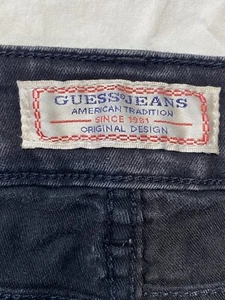 GUESS JEANS
AMERICAN TRADITION
SINCE 1981
ORIGINAL DESIGN